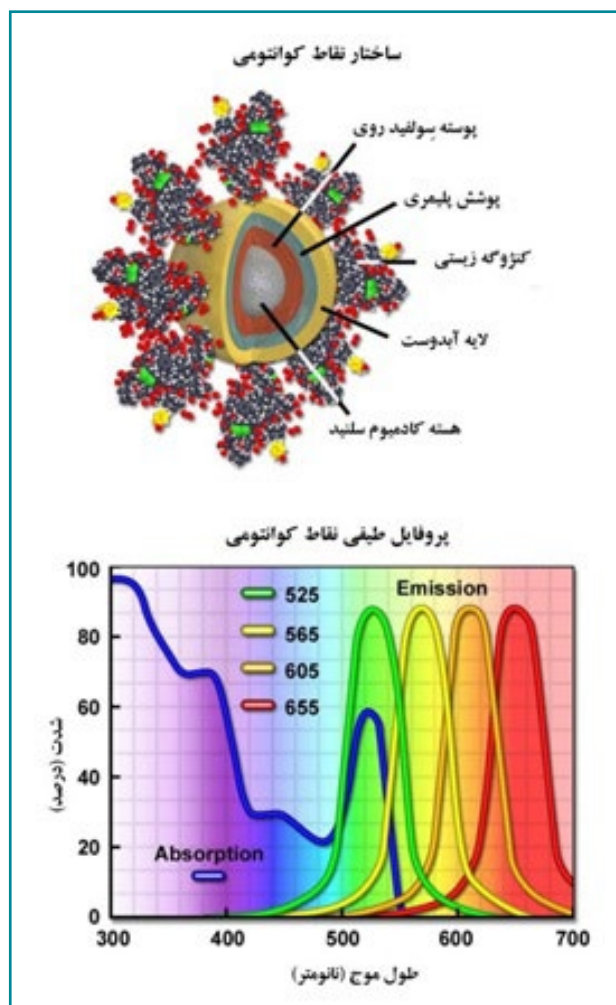 ساختار نقاط کوانتومی
پوسته سِولفید روی
پوشش پلیمری
کنژوگه زیستی
لایه آبدوست
هسته کادمیوم سلنید
پروفایل طیفی نقاط کوانتومی
100
80
60
40
20
0
شدت (درصد)
Emission
525
565
605
655
Absorption
300
400
500
600
700
طول موج (نانومتر)